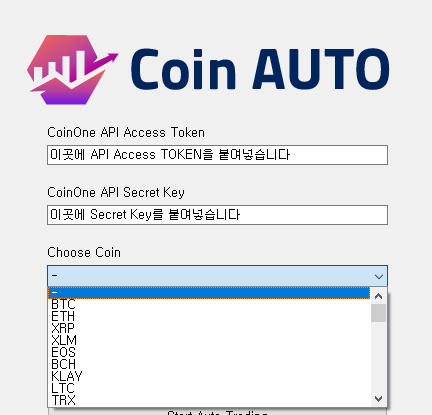 Coin AUTO
CoinOne API Access Token
이곳에 API Access TOKEN을 붙여넣습니다
CoinOne API Secret Key
이곳에 Secret Key를 붙여넣습니다
Choose Coin
-
-
BTC
ETH
XRP
XLM
EOS
BCH
KLAY
LTC
TRX
Start Auto Trading